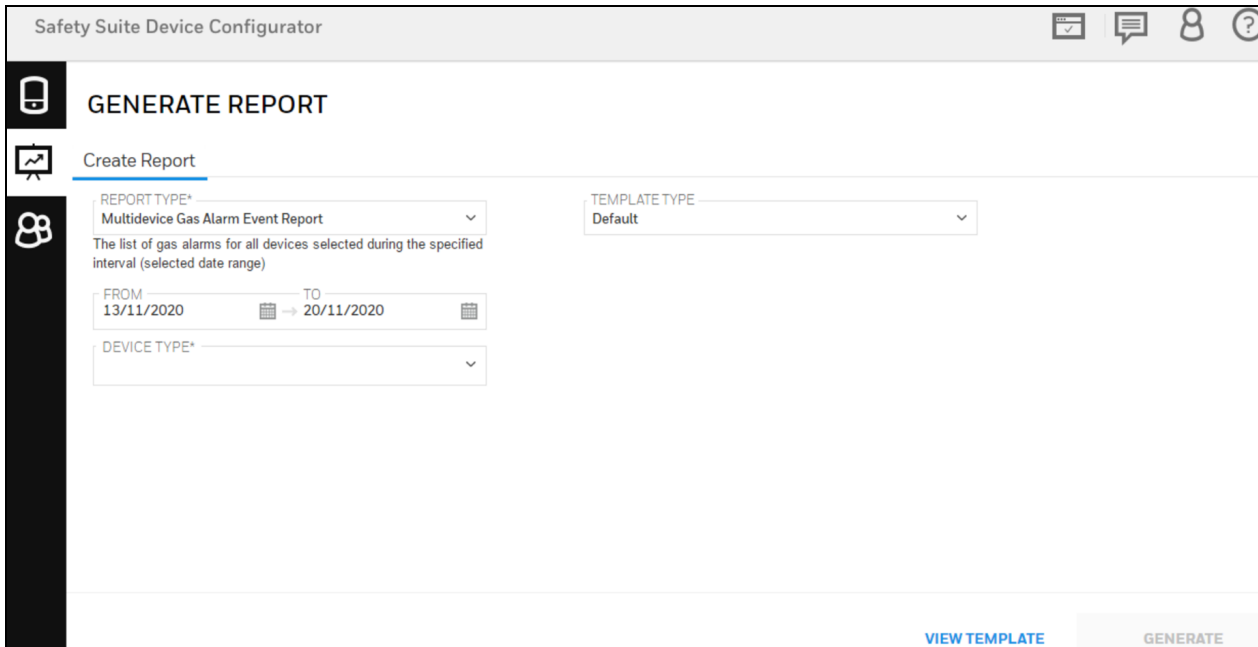 Safety Suite Device Configurator
?
GENERATE REPORT
Create Report
REPORT TYPE*
Multidevice Gas Alarm Event Report
The list of gas alarms for all devices selected during the specified
interval (selected date range)
TEMPLATE TYPE
Default
FROM TO
13/11/2020 → 20/11/2020
DEVICE TYPE*
VIEW TEMPLATE GENERATE